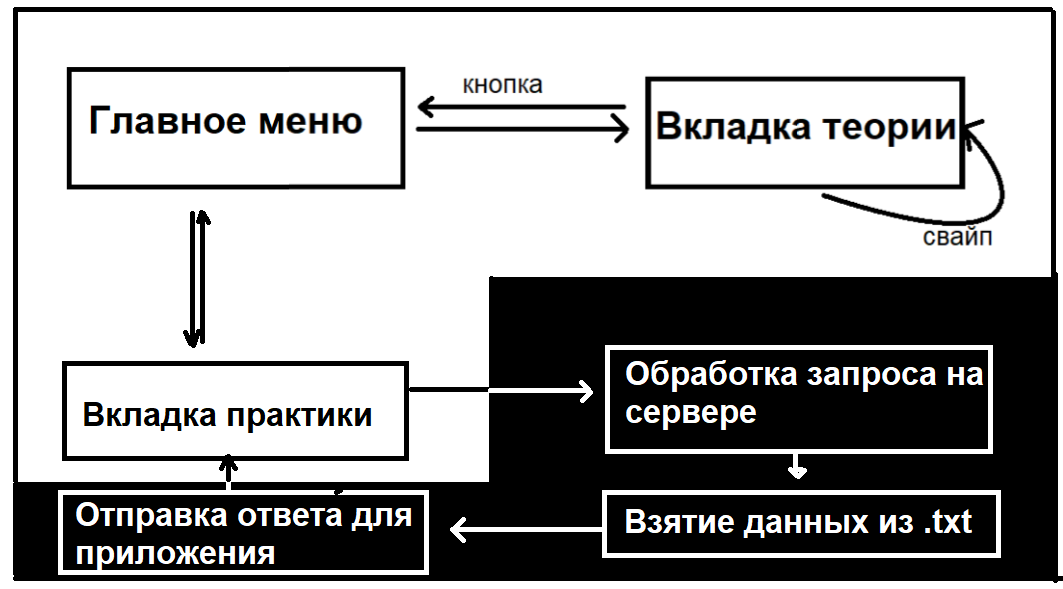 кнопка
Главное меню
Вкладка теории
свайп
Вкладка практики
Обработка запроса на
сервере
Взятие данных из .txt
Отправка ответа для
приложения